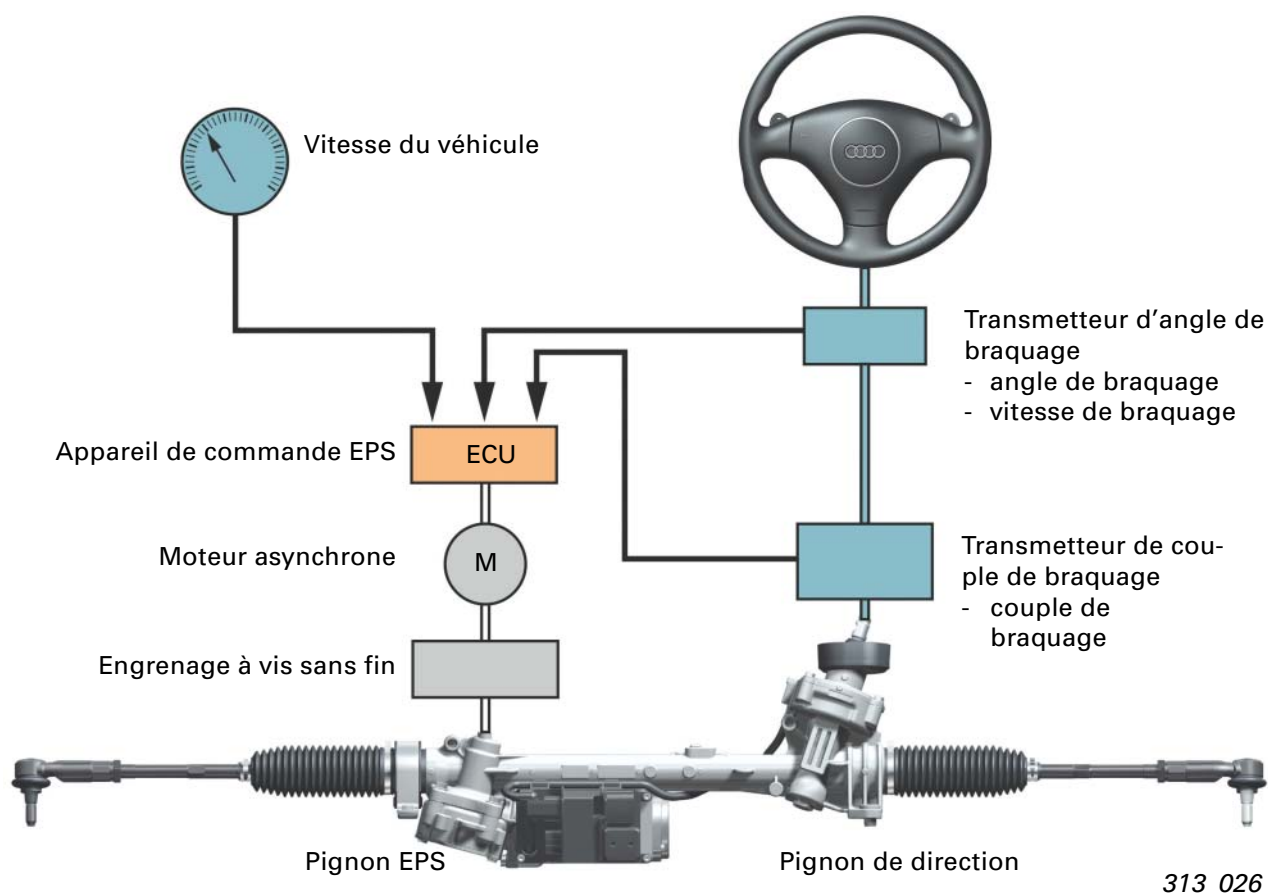 Vitesse du véhicule
Transmetteur d'angle de
braquage
- angle de braquage
- vitesse de braquage
Appareil de commande EPS
ECU
Moteur asynchrone
M
Transmetteur de cou-
ple de braquage
- couple de
braquage
Engrenage à vis sans fin
Pignon EPS
Pignon de direction
313_026